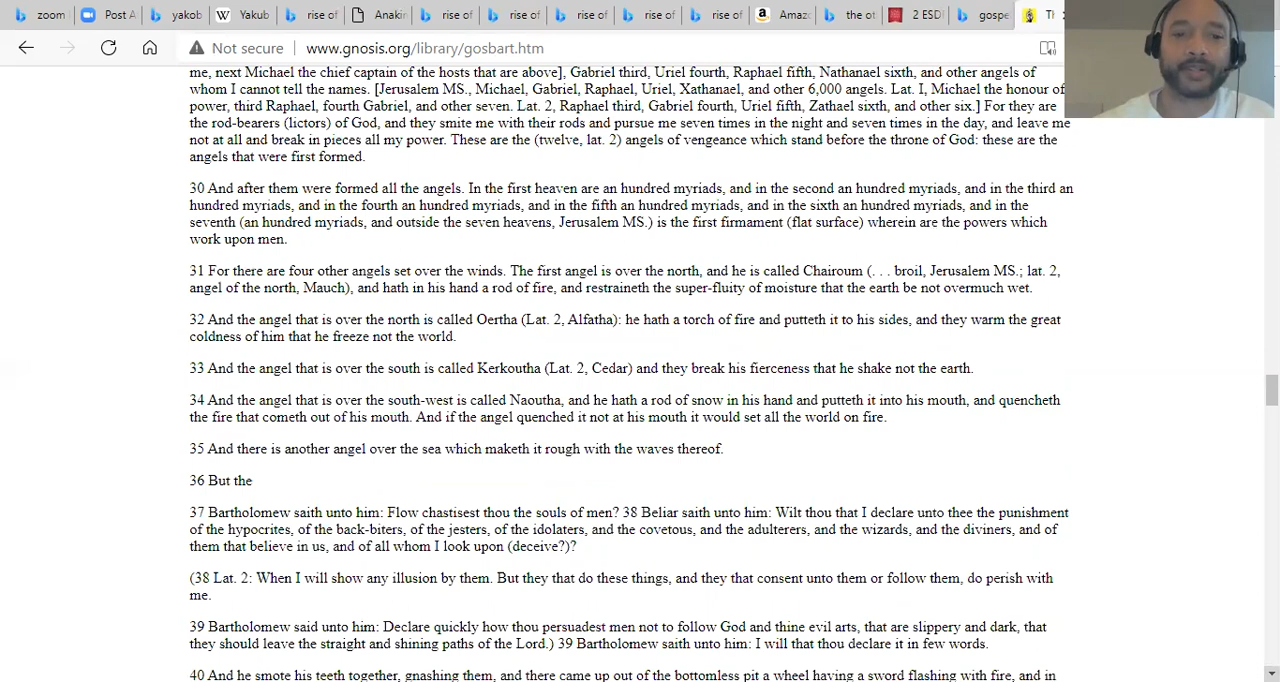 zoom
Post A
yakob
Yakub
rise of
Anakin
rise of
rise of
rise of
rise of
rise of
Amaz
the ot
2 ESD
gospe
Th
Not secure
www.gnosis.org/library/gosbart.htm
me, next Michael the chief captain of the hosts that are above], Gabriel third, Uriel fourth, Raphael fifth, Nathanael sixth, and other angels of
whom I cannot tell the names. [Jerusalem MS., Michael, Gabriel, Raphael, Uriel, Xathanael, and other 6,000 angels. Lat. I, Michael the honour of
power, third Raphael, fourth Gabriel, and other seven. Lat. 2, Raphael third, Gabriel fourth, Uriel fifth, Zathael sixth, and other six.] For they are
the rod-bearers (lictors) of God, and they smite me with their rods and pursue me seven times in the night and seven times in the day, and leave me
not at all and break in pieces all my power. These are the (twelve, lat. 2) angels of vengeance which stand before the throne of God: these are the
angels that were first formed.
30 And after them were formed all the angels. In the first heaven are an hundred myriads, and in the second an hundred myriads, and in the third an
hundred myriads, and in the fourth an hundred myriads, and in the fifth an hundred myriads, and in the sixth an hundred myriads, and in the
seventh (an hundred myriads, and outside the seven heavens, Jerusalem MS.) is the first firmament (flat surface) wherein are the powers which
work upon men.
31 For there are four other angels set over the winds. The first angel is over the north, and he is called Chairoum (. . . broil, Jerusalem MS.; lat. 2,
angel of the north, Mauch), and hath in his hand a rod of fire, and restraineth the super-fluity of moisture that the earth be not overmuch wet.
32 And the angel that is over the north is called Oertha (Lat. 2, Alfatha): he hath a torch of fire and putteth it to his sides, and they warm the great
coldness of him that he freeze not the world.
33 And the angel that is over the south is called Kerkoutha (Lat. 2, Cedar) and they break his fierceness that he shake not the earth.
34 And the angel that is over the south-west is called Naoutha, and he hath a rod of snow in his hand and putteth it into his mouth, and quencheth
the fire that cometh out of his mouth. And if the angel quenched it not at his mouth it would set all the world on fire.
35 And there is another angel over the sea which maketh it rough with the waves thereof.
36 But the
37 Bartholomew saith unto him: Flow chastisest thou the souls of men? 38 Beliar saith unto him: Wilt thou that I declare unto thee the punishment
of the hypocrites, of the back-biters, of the jesters, of the idolaters, and the covetous, and the adulterers, and the wizards, and the diviners, and of
them that believe in us, and of all whom I look upon (deceive?)?
(38 Lat. 2: When I will show any illusion by them. But they that do these things, and they that consent unto them or follow them, do perish with
me.
39 Bartholomew said unto him: Declare quickly how thou persuadest men not to follow God and thine evil arts, that are slippery and dark, that
they should leave the straight and shining paths of the Lord.) 39 Bartholomew saith unto him: I will that thou declare it in few words.
40 And he smote his teeth together, gnashing them, and there came up out of the bottomless pit a wheel having a sword flashing with fire, and in